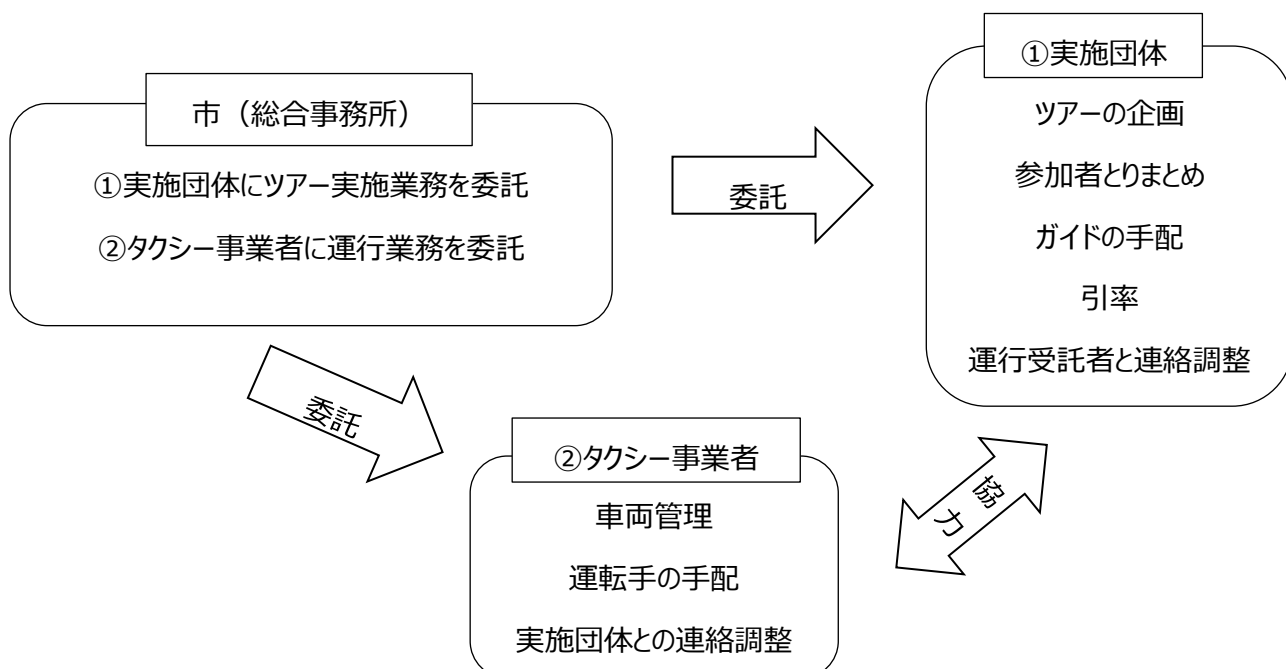 市（総合事務所）
①実施団体にツアー実施業務を委託
②タクシー事業者に運行業務を委託
委託
①実施団体
ツアーの企画
参加者とりまとめ
ガイドの手配
引率
運行受託者と連絡調整
委託
②タクシー事業者
車両管理
運転手の手配
実施団体との連絡調整
協力